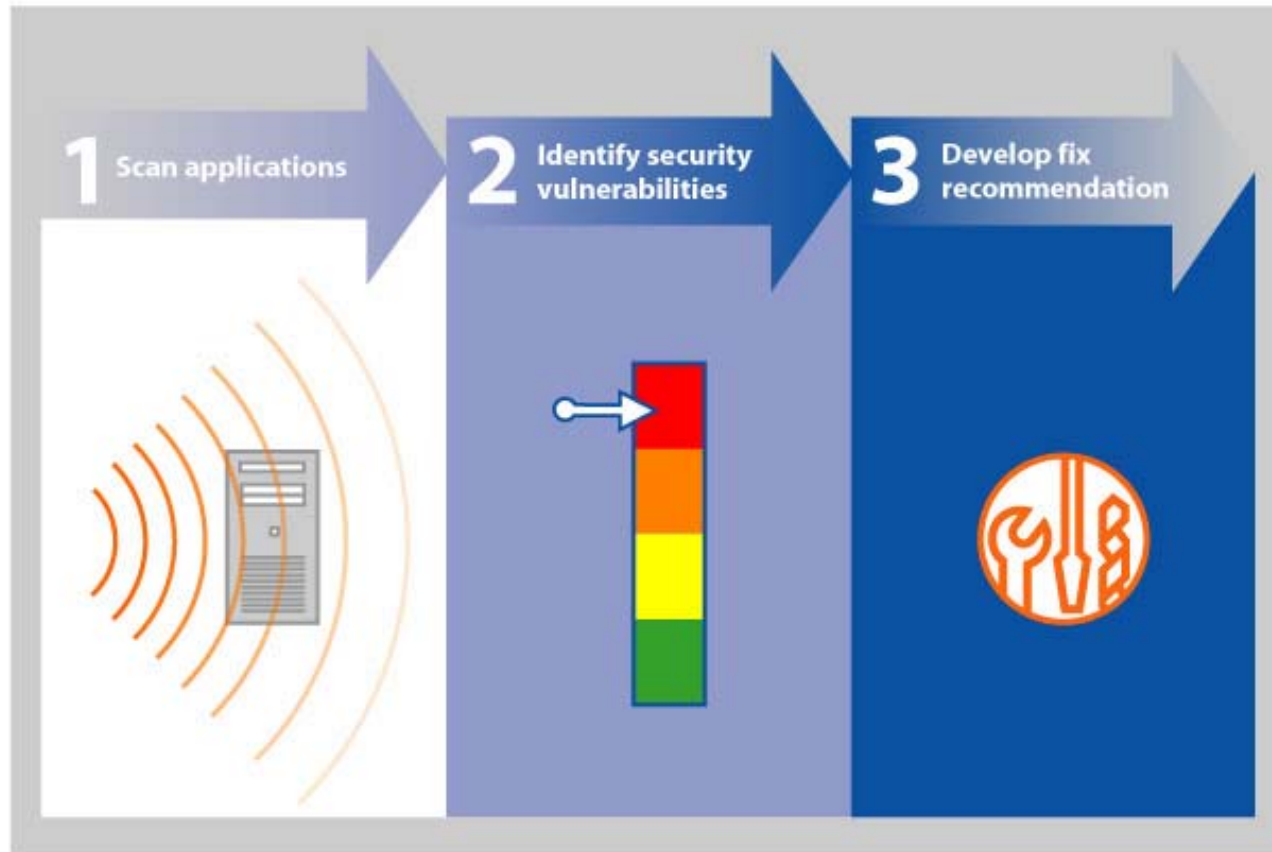 1 Scan applications
2 Identify security
vulnerabilities
3 Develop fix
recommendation